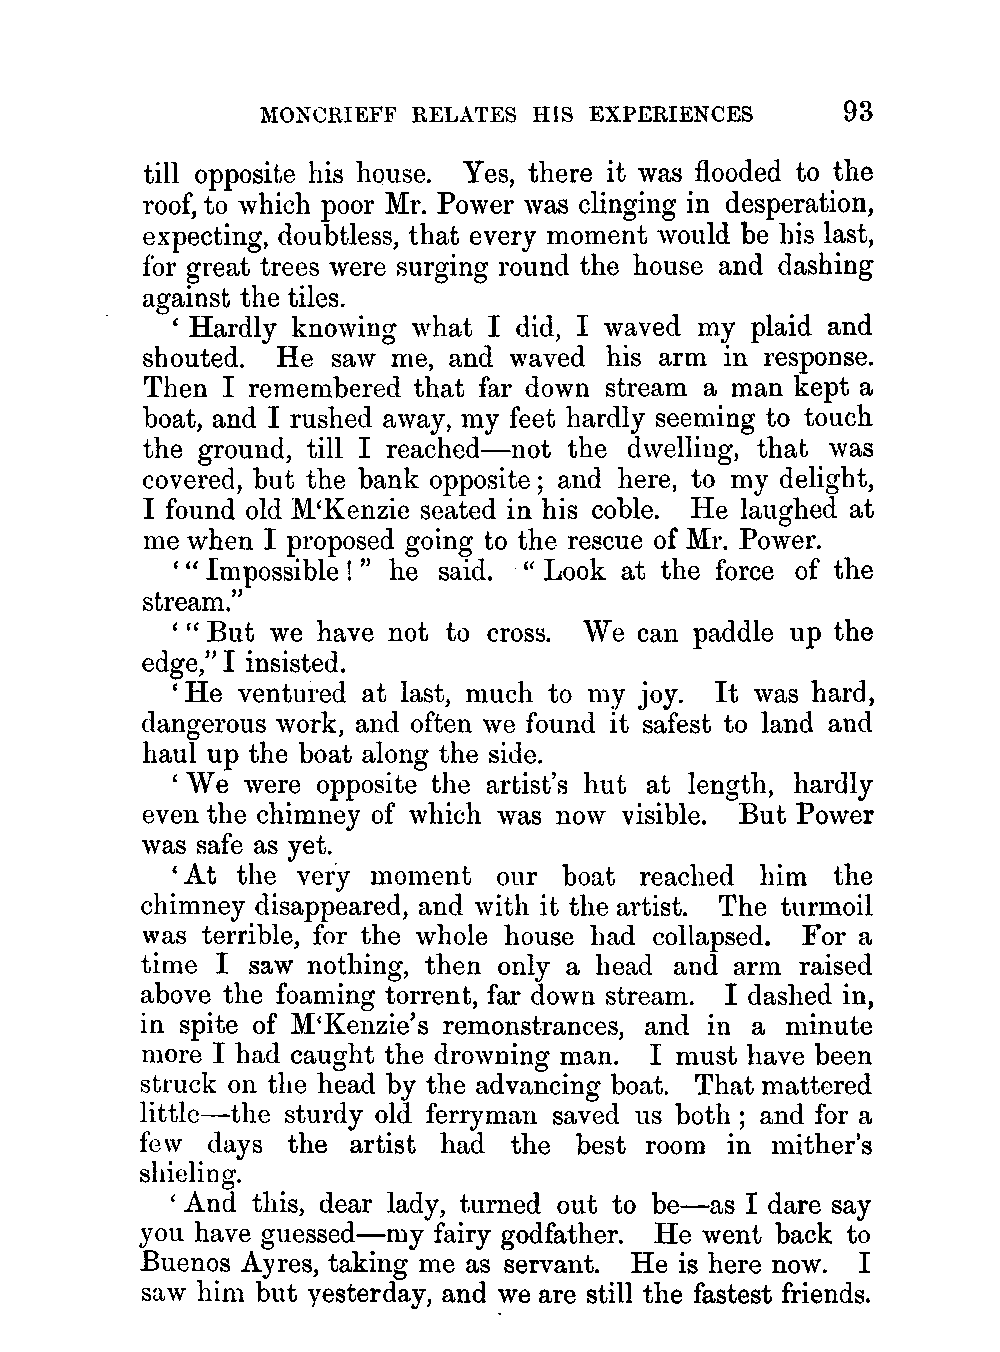 MONCRIEFF RELATES HIS EXPERIENCES 93
till opposite his house. Yes, there it was flooded to the
roof, to which poor Mr. Power was clinging in desperation,
expecting, doubtless, that every moment would be his last,
for great trees were surging round the house and dashing
against the tiles.
‘ Hardly knowing what I did, I waved my plaid and
shouted. He saw me, and waved his arm in response.
Then I remembered that far down stream a man kept a
boat, and I rushed away, my feet hardly seeming to touch
the ground, till I reached—not the dwelling, that was
covered, but the bank opposite; and here, to my delight,
I found old M‘Kenzie seated in his coble. He laughed at
me when I proposed going to the rescue of Mr. Power.
‘“Impossible!” he said. “Look at the force of the
stream.”
‘“But we have not to cross. We can paddle up the
edge,” I insisted.
‘He ventured at last, much to my joy. It was hard,
dangerous work, and often we found it safest to land and
haul up the boat along the side.
‘We were opposite the artist’s hut at length, hardly
even the chimney of which was now visible. But Power
was safe as yet.
‘At the very moment our boat reached him the
chimney disappeared, and with it the artist. The turmoil
was terrible, for the whole house had collapsed. For a
time I saw nothing, then only a head and arm raised
above the foaming torrent, far down stream. I dashed in,
in spite of M‘Kenzie’s remonstrances, and in a minute
more I had caught the drowning man. I must have been
struck on the head by the advancing boat. That mattered
little—the sturdy old ferryman saved us both; and for a
few days the artist had the best room in mither’s
shieling.
‘And this, dear lady, turned out to be—as I dare say
you have guessed—my fairy godfather. He went back to
Buenos Ayres, taking me as servant. He is here now. I
saw him but yesterday, and we are still the fastest friends.